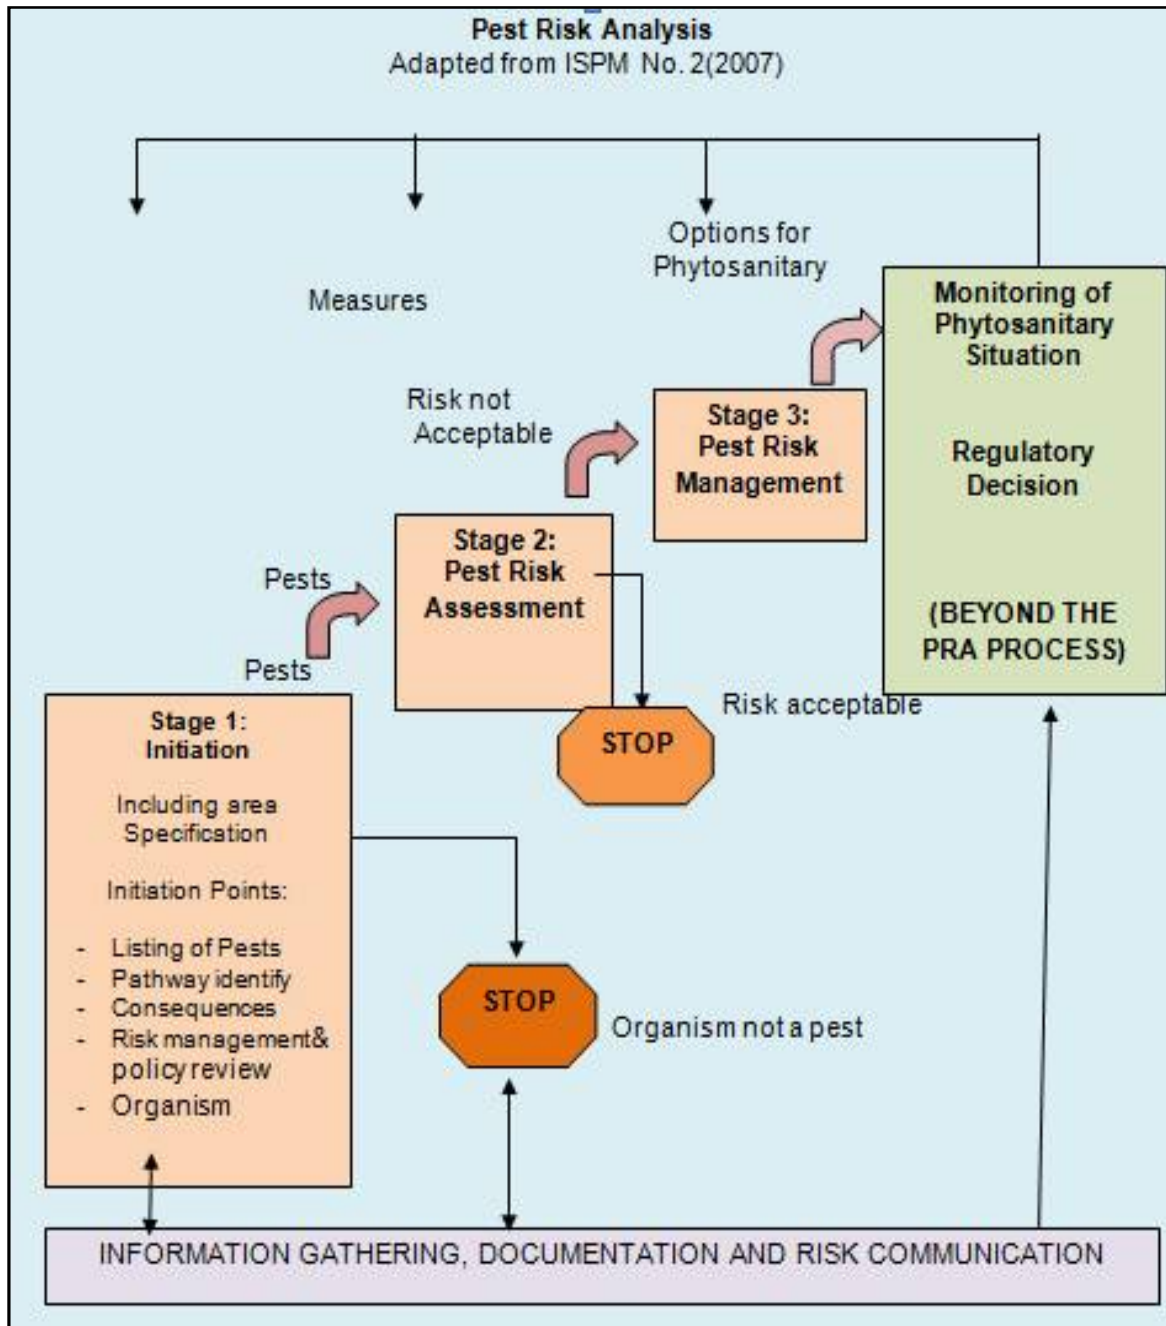 Pest Risk Analysis
Adapted from ISPM No. 2(2007)
Options for
Phytosanitary
Measures
Monitoring of
Phytosanitary
Situation
Regulatory
Decision
(BEYOND THE
PRA PROCESS)
Risk not
Acceptable
Stage 3:
Pest Risk
Management
Pests
Stage 2:
Pest Risk
Assessment
Pests
Risk acceptable
STOP
Stage 1:
Initiation
Including area
Specification
Initiation Points:
- Listing of Pests
- Pathway identify
- Consequences
- Risk management&
policy review
- Organism
STOP
Organism not a pest
INFORMATION GATHERING, DOCUMENTATION AND RISK COMMUNICATION